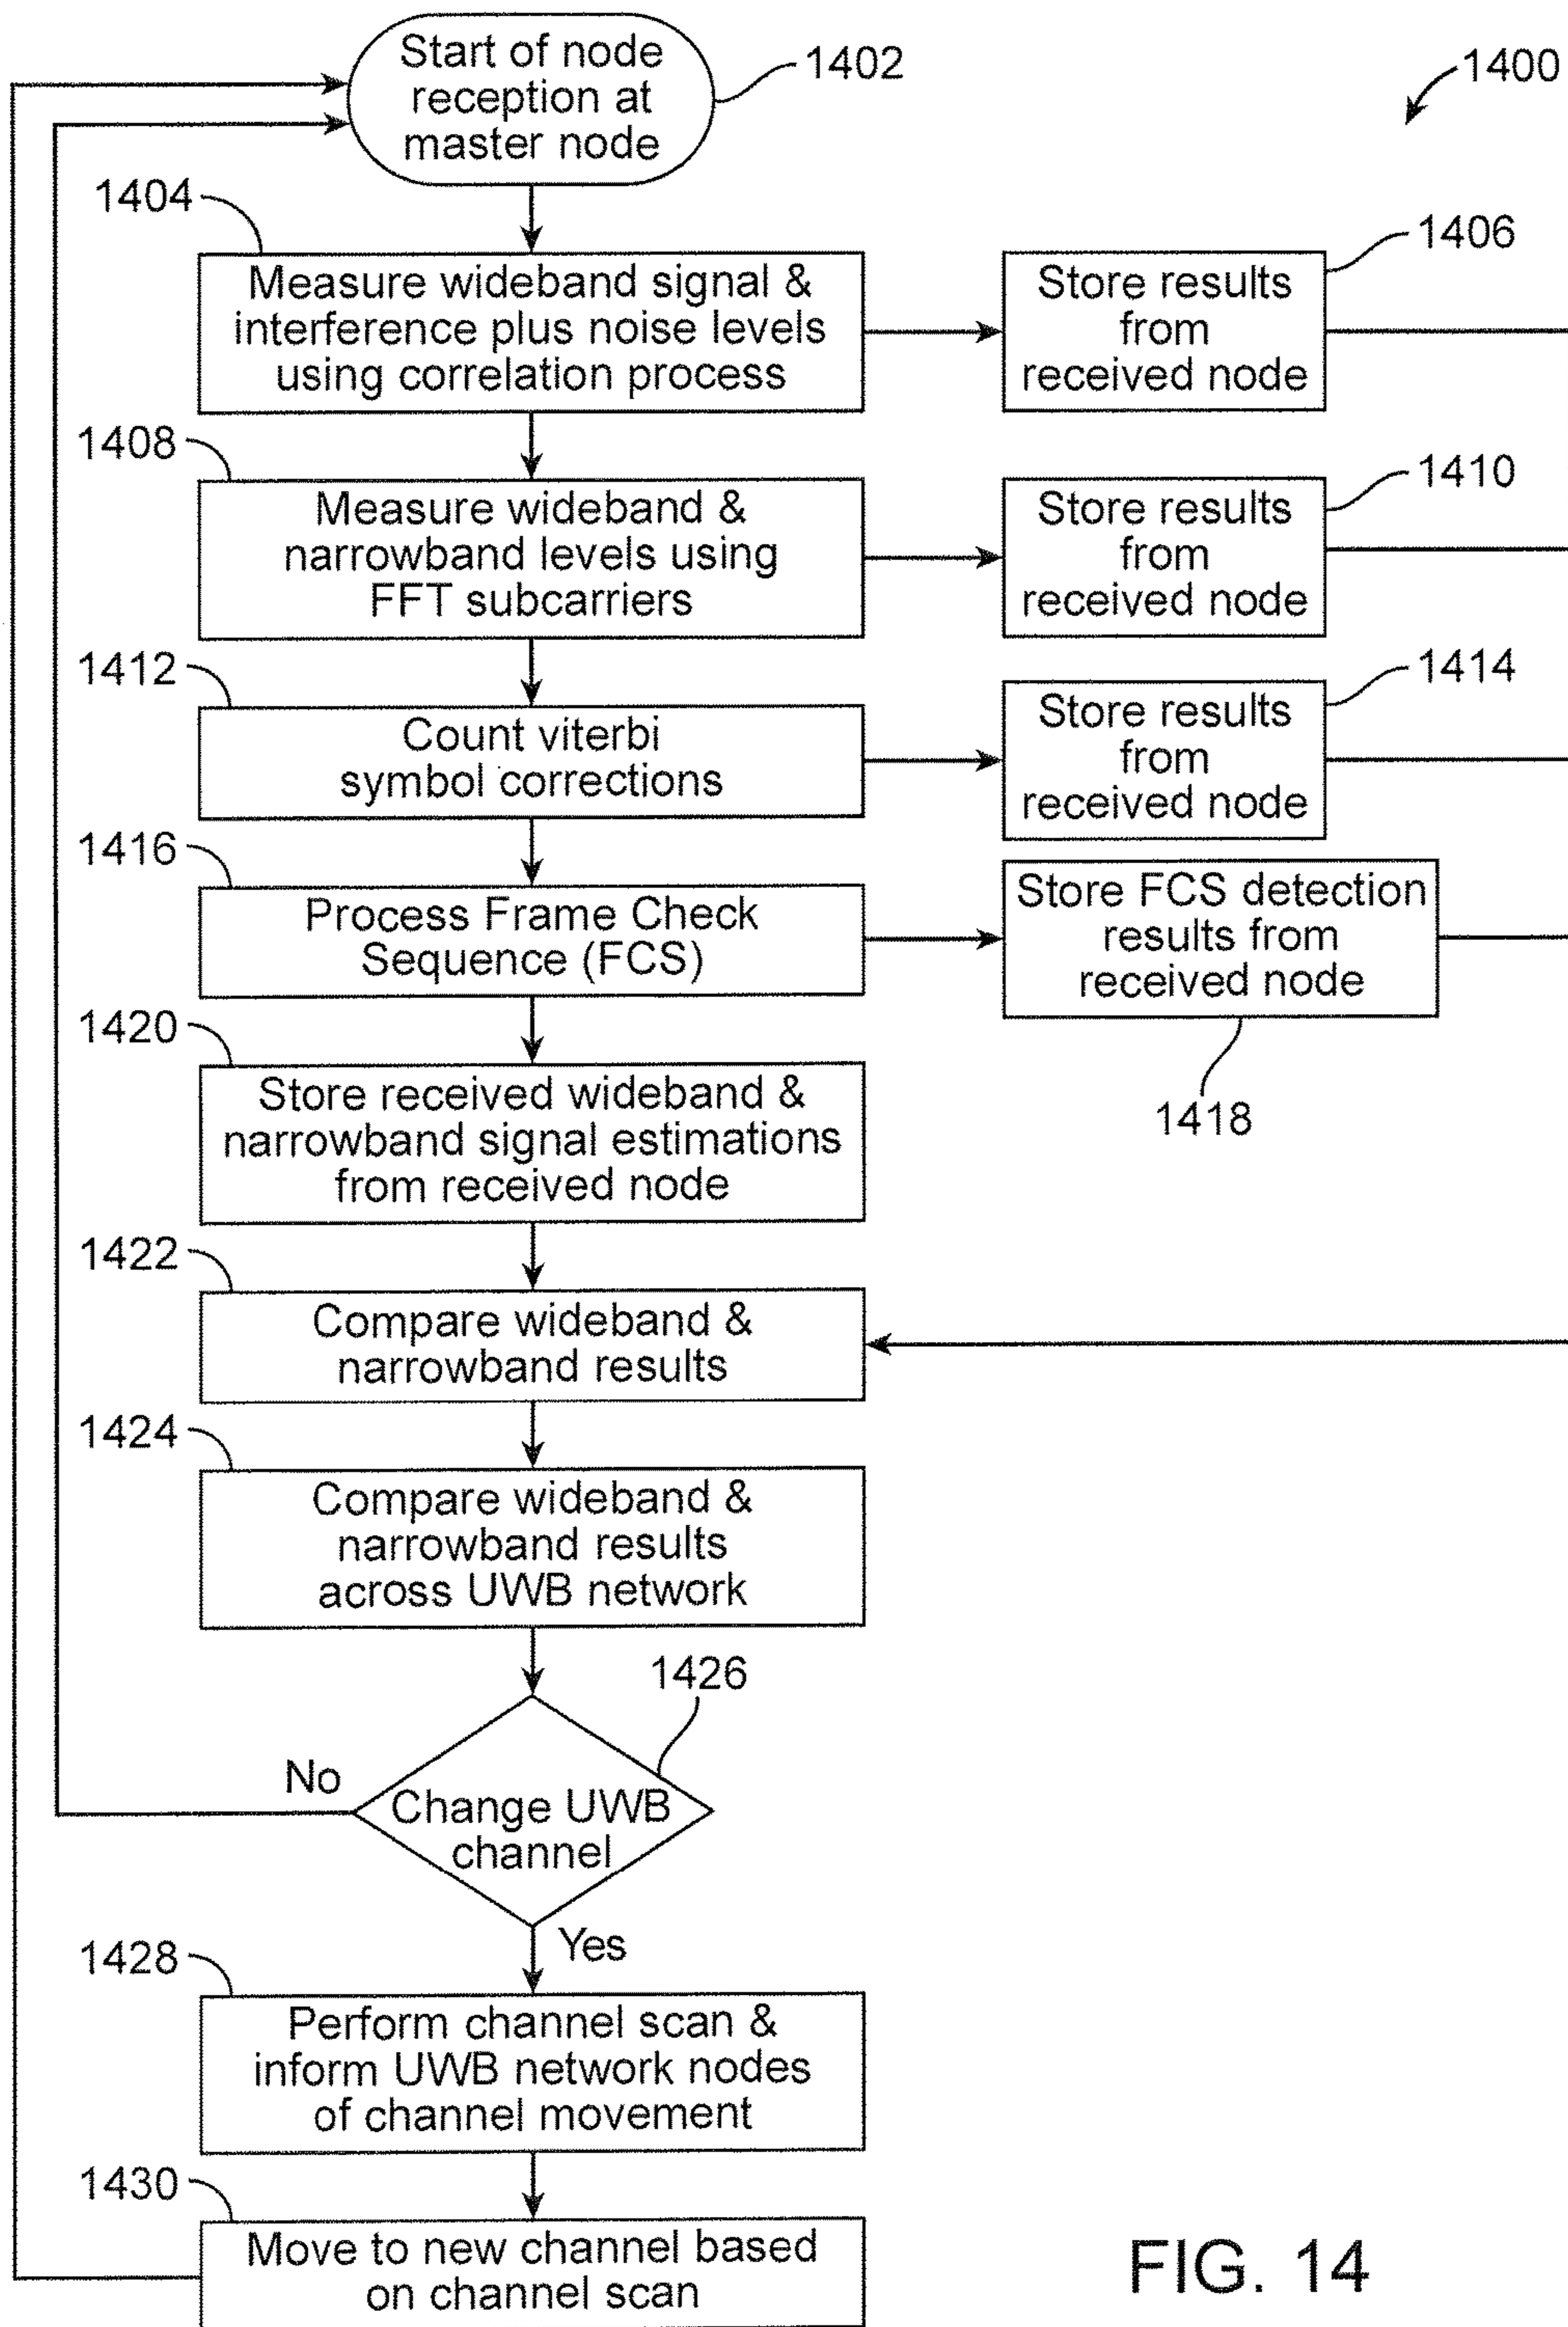 Start of node
reception at
master node
1402
1400
1404
Measure wideband signal &
interference plus noise levels
using correlation process
Store results
from
received node
1406
1408
Measure wideband &
narrowband levels using
FFT subcarriers
Store results
from
received node
1410
1412
Count viterbi
symbol corrections
Store results
from
received node
1414
1416
Process Frame Check
Sequence (FCS)
Store FCS detection
results from
received node
1418
1420
Store received wideband &
narrowband signal estimations
from received node
1422
Compare wideband &
narrowband results
1424
Compare wideband &
narrowband results
across UWB network
1426
No
Change UWB
channel
Yes
1428
Perform channel scan &
inform UWB network nodes
of channel movement
1430
Move to new channel based
on channel scan
FIG. 14